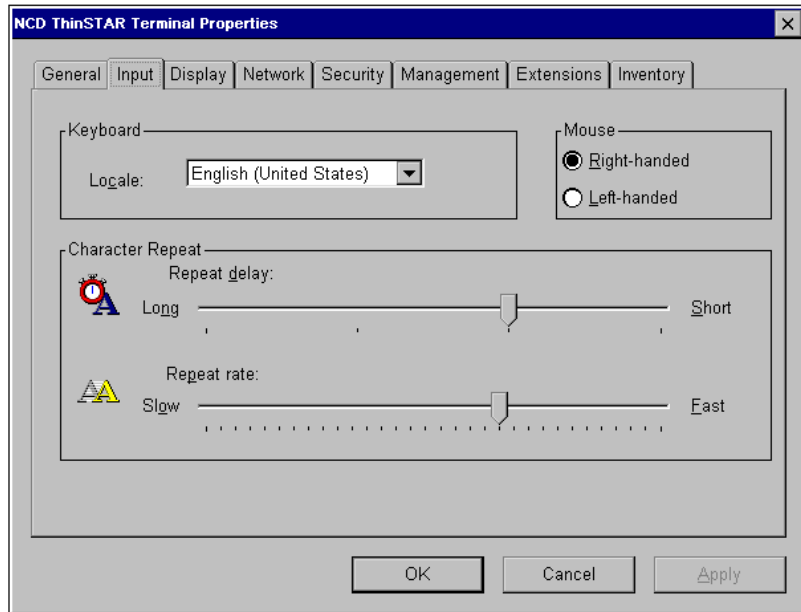 NCD ThinSTAR Terminal Properties
General Input Display Network Security Management Extensions Inventory
Keyboard
Locale: English (United States)
Mouse
Right-handed
Left-handed
Character Repeat
Repeat delay:
Long Short
Repeat rate:
Slow Fast
OK Cancel Apply